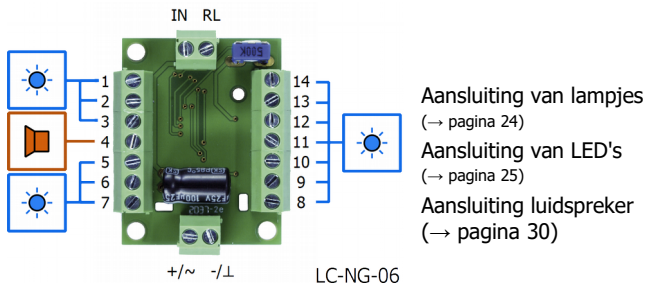 IN RL
500K
1
2
3
4
5
6
7
14
13
12
11
10
9
8
+/~ -/⊥
LC-NG-06
Aansluiting van lampjes
(→ pagina 24)
Aansluiting van LED's
(→ pagina 25)
Aansluiting luidspreker
(→ pagina 30)